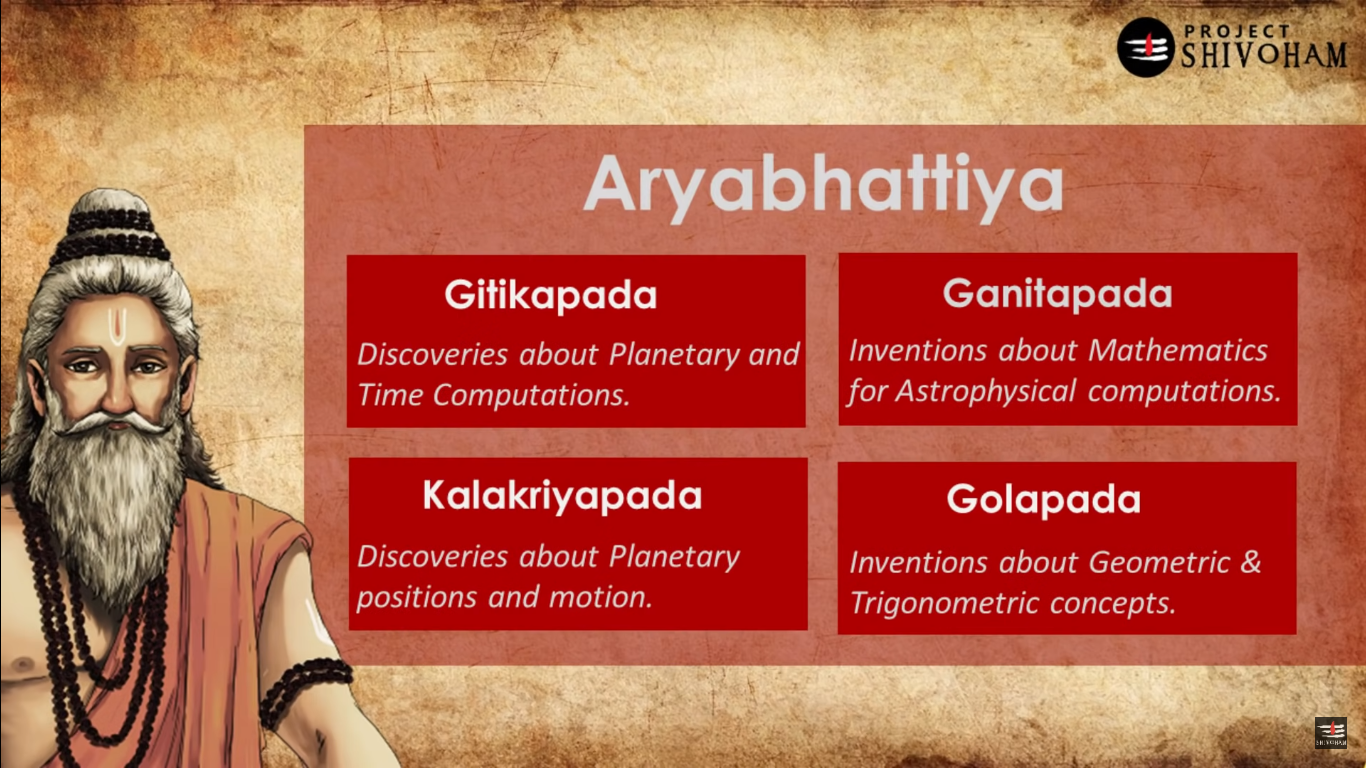 PROJECT
SHIVOHAM
Aryabhattiya
Gitikapada
Discoveries about Planetary and
Time Computations.
Ganitapada
Inventions about Mathematics
for Astrophysical computations.
Kalakriyapada
Discoveries about Planetary
positions and motion.
Golapada
Inventions about Geometric &
Trigonometric concepts.
SHIVOHAM